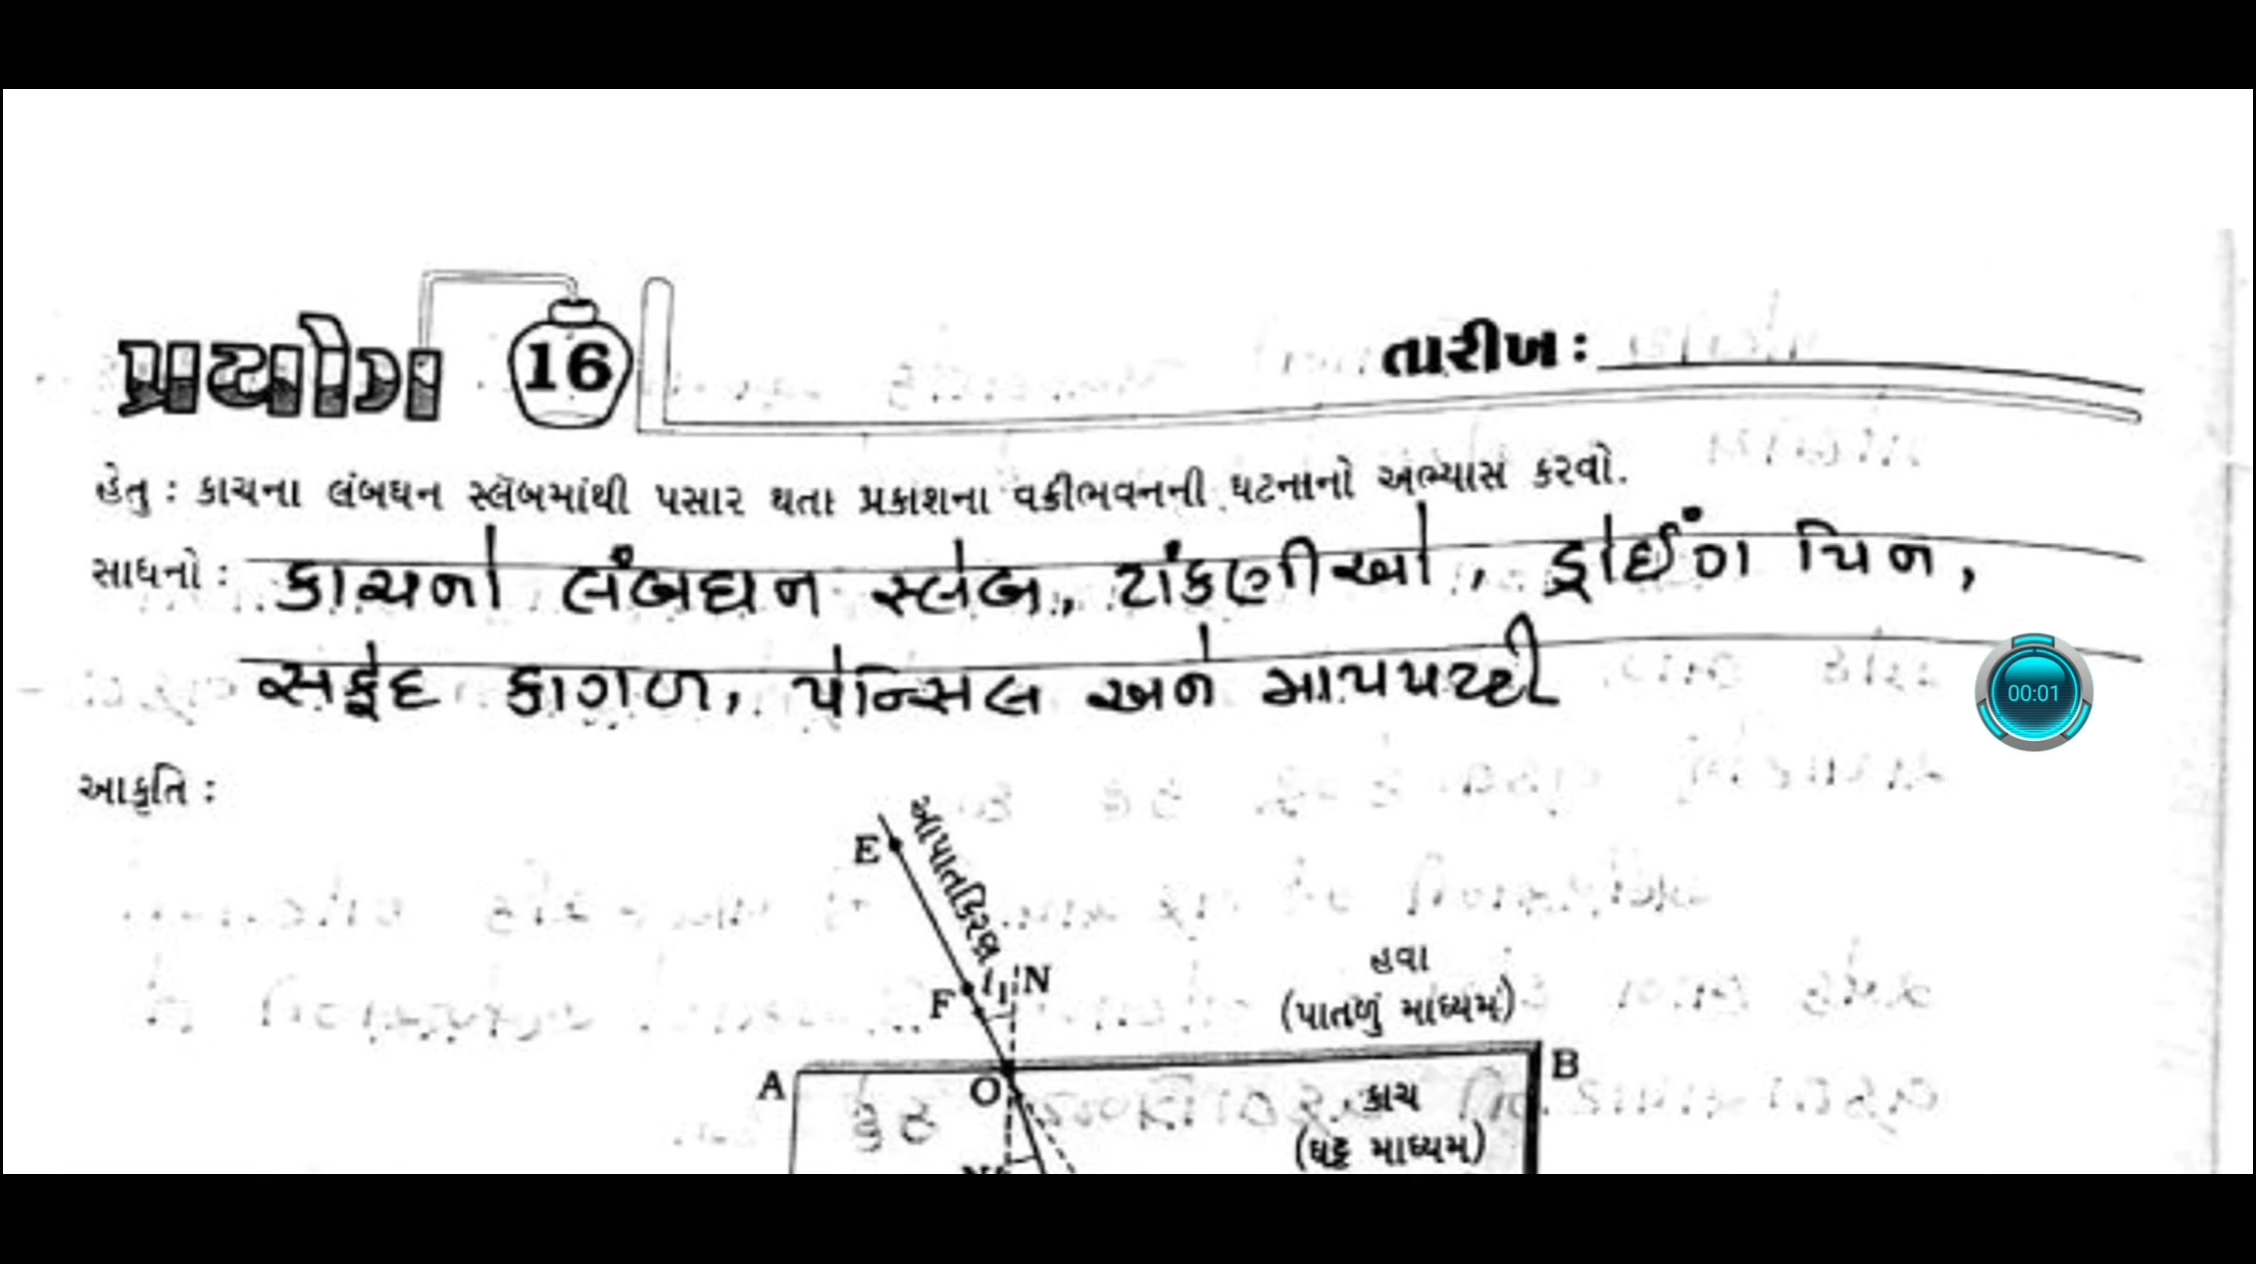 પ્રયોગ 16 તારીખ :
હેતુ : કાચના લંબઘન સ્લૅબમાંથી પસાર થતા પ્રકાશના વક્રીભવનની ઘટનાનો અભ્યાસ કરવો.
સાધનો : કાચનો લંબઘન સ્લેબ, ટાંકણીઓ, ડ્રોઈંગ પિન,
સફેદ કાગળ, પેન્સિલ અને માપપટ્ટી
00:01
આકૃતિ :
E
આપાતકિરણ
હવા
F i₁ N
(પાતળું માધ્યમ)
A O B
કાચ
(ઘટ્ટ માધ્યમ)